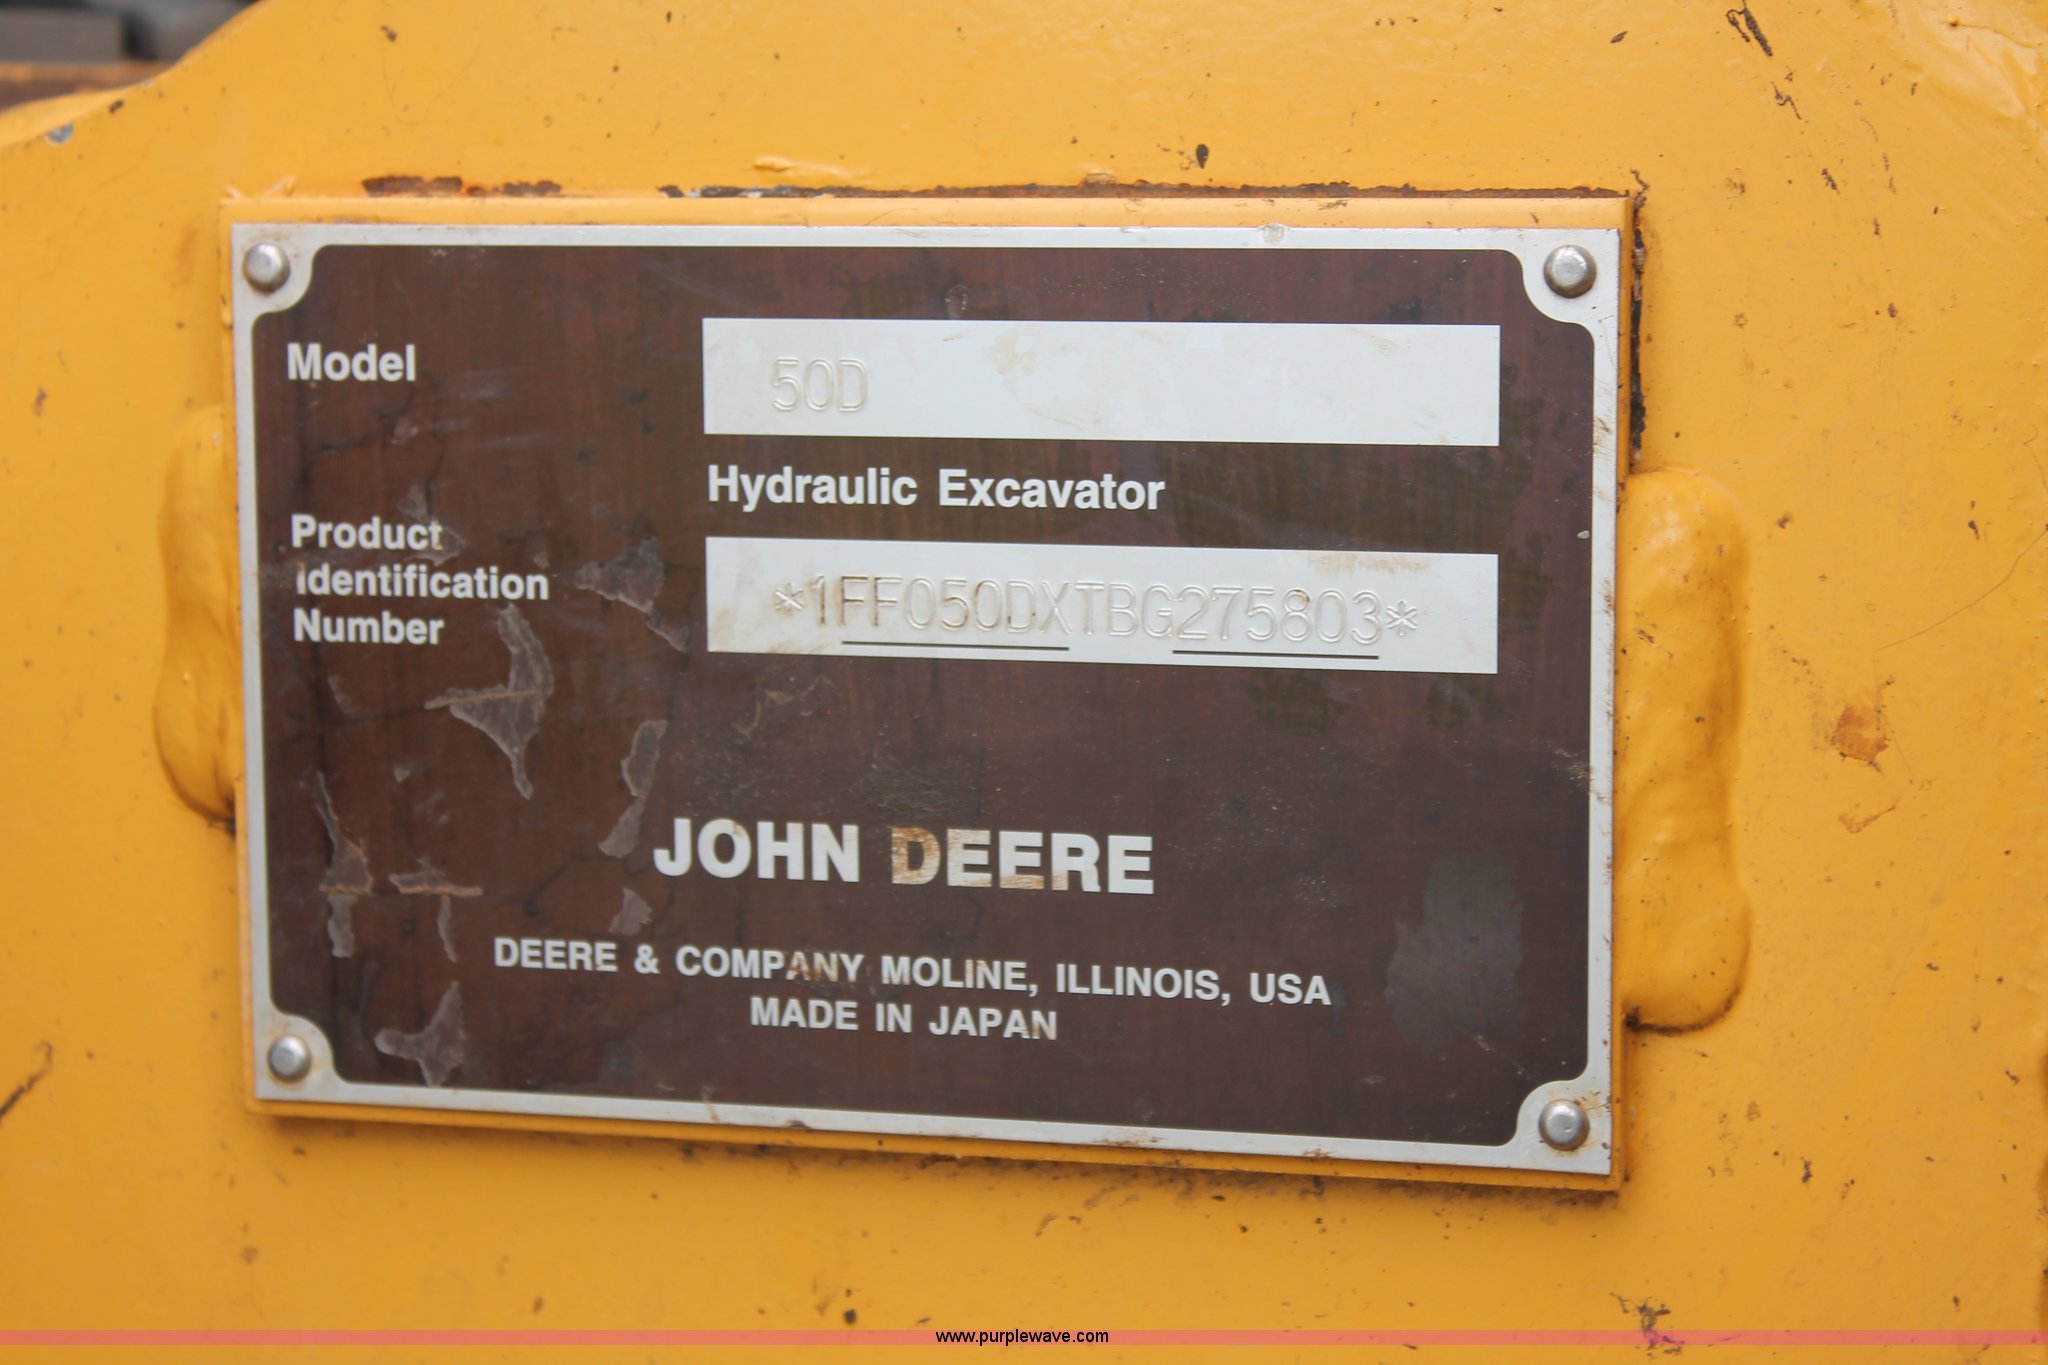 Model
50D
Hydraulic Excavator
Product
Identification
Number
*1FF050DXTBG275803*
JOHN DEERE
DEERE & COMPANY MOLINE, ILLINOIS, USA
MADE IN JAPAN
www.purplewave.com